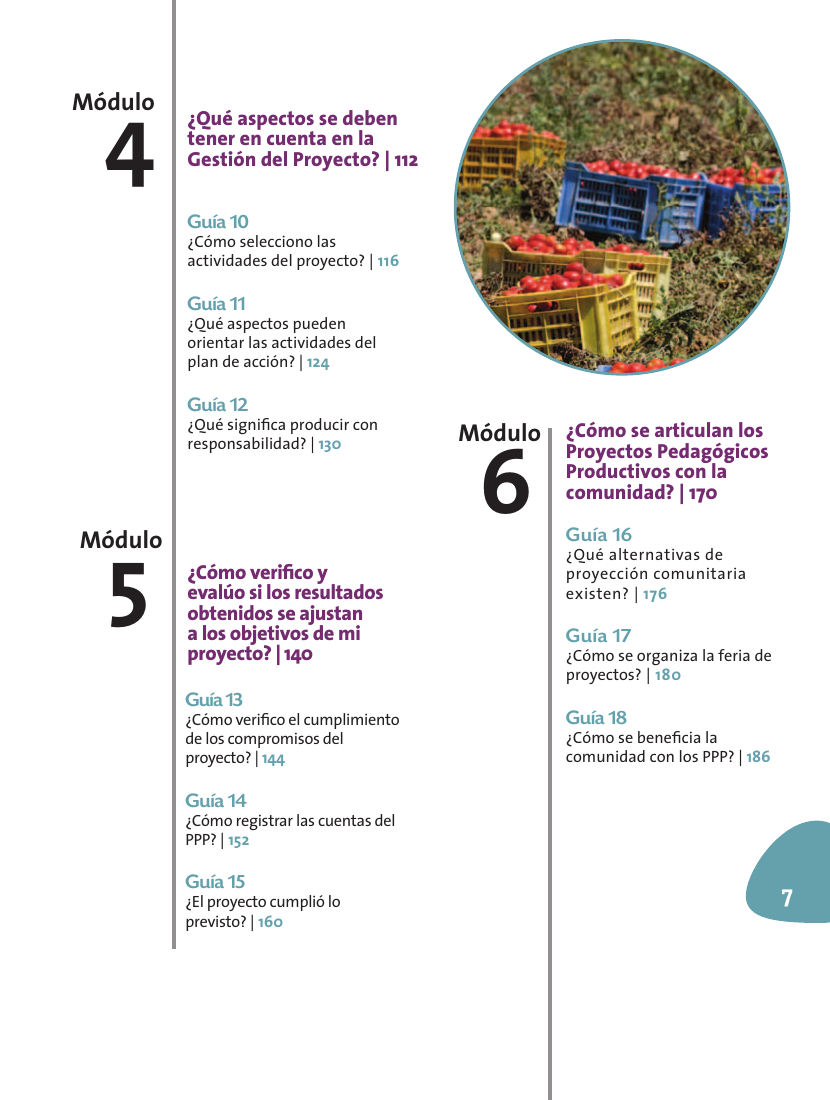 Módulo
4
¿Qué aspectos se deben
tener en cuenta en la
Gestión del Proyecto? | 112
Guía 10
¿Cómo selecciono las
actividades del proyecto? | 116
Guía 11
¿Qué aspectos pueden
orientar las actividades del
plan de acción? | 124
Guía 12
¿Qué significa producir con
responsabilidad? | 130
Módulo
5
¿Cómo verifico y
evalúo si los resultados
obtenidos se ajustan
a los objetivos de mi
proyecto? | 140
Guía 13
¿Cómo verifico el cumplimiento
de los compromisos del
proyecto? | 144
Guía 14
¿Cómo registrar las cuentas del
PPP? | 152
Guía 15
¿El proyecto cumplió lo
previsto? | 160
Módulo
6
¿Cómo se articulan los
Proyectos Pedagógicos
Productivos con la
comunidad? | 170
Guía 16
¿Qué alternativas de
proyección comunitaria
existen? | 176
Guía 17
¿Cómo se organiza la feria de
proyectos? | 180
Guía 18
¿Cómo se beneficia la
comunidad con los PPP? | 186
7